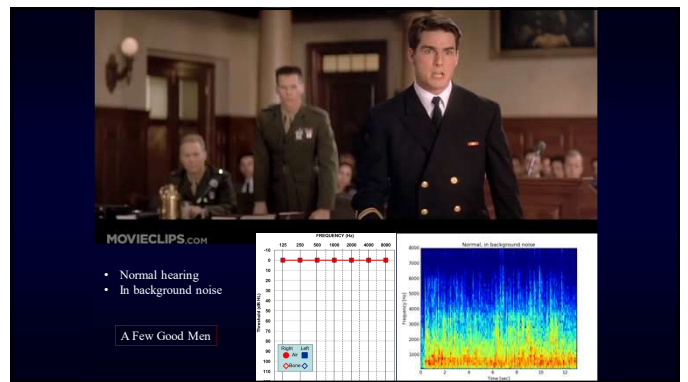 MOVIECLIPS.COM
• Normal hearing
• In background noise
A Few Good Men
FREQUENCY (Hz)
125 250 500 1000 2000 4000 8000
Threshold (dB HL)
-10
0
10
20
30
40
50
60
70
80
90
100
110
Right Left
Air
Bone
Normal, in background noise
Frequency [Hz]
8000
7000
6000
5000
4000
3000
2000
1000
0 2 4 6 8 10 12
Time [sec]